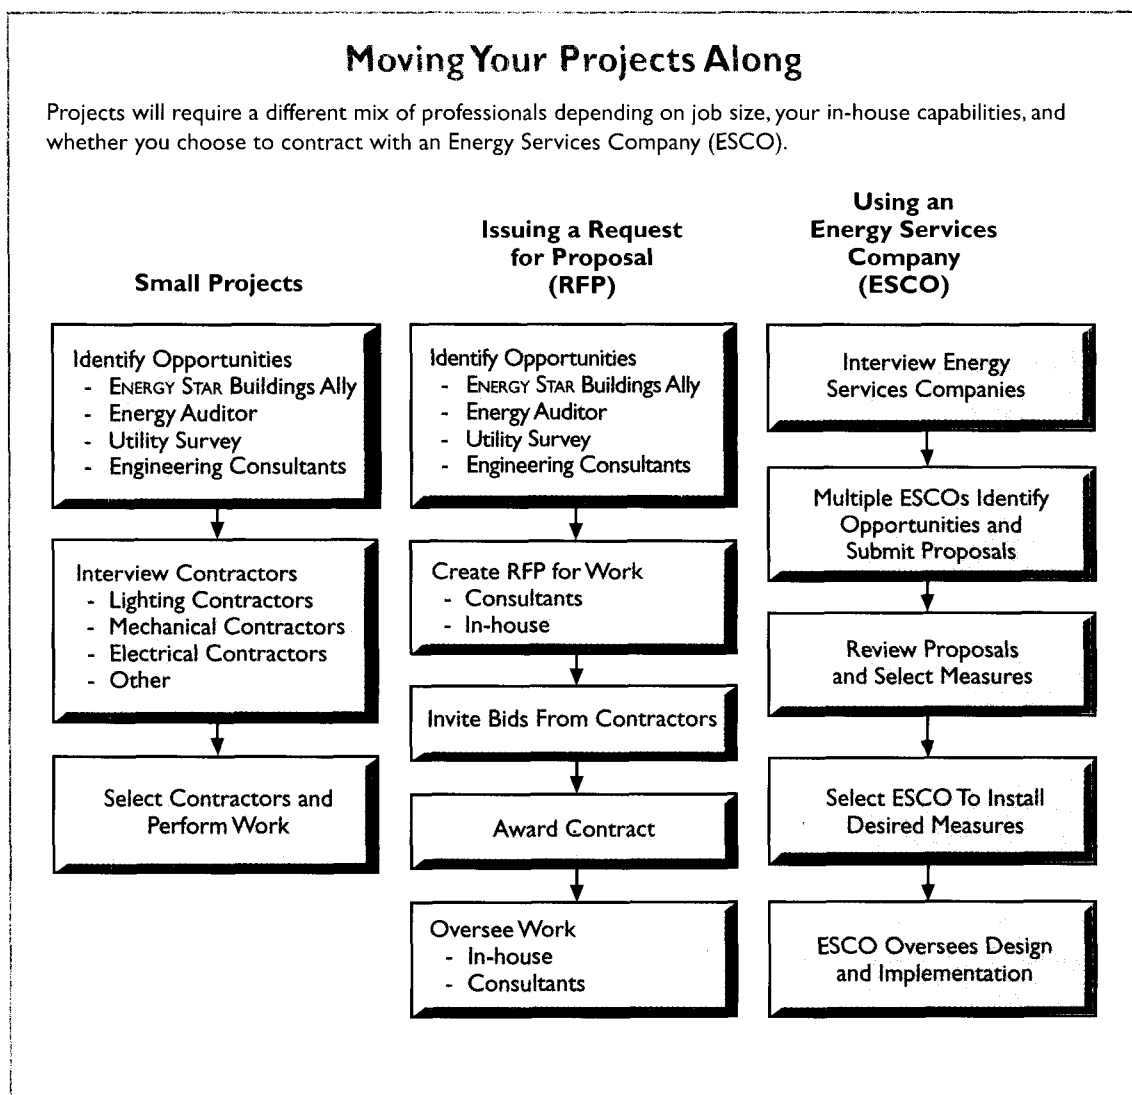 Moving Your Projects Along
Projects will require a different mix of professionals depending on job size, your in-house capabilities, and
whether you choose to contract with an Energy Services Company (ESCO).
Small Projects
Identify Opportunities
- ENERGY STAR Buildings Ally
- Energy Auditor
- Utility Survey
- Engineering Consultants
Interview Contractors
- Lighting Contractors
- Mechanical Contractors
- Electrical Contractors
- Other
Select Contractors and
Perform Work
Issuing a Request
for Proposal
(RFP)
Identify Opportunities
- ENERGY STAR Buildings Ally
- Energy Auditor
- Utility Survey
- Engineering Consultants
Create RFP for Work
- Consultants
- In-house
Invite Bids From Contractors
Award Contract
Oversee Work
- In-house
- Consultants
Using an
Energy Services
Company
(ESCO)
Interview Energy
Services Companies
Multiple ESCOs Identify
Opportunities and
Submit Proposals
Review Proposals
and Select Measures
Select ESCO To Install
Desired Measures
ESCO Oversees Design
and Implementation